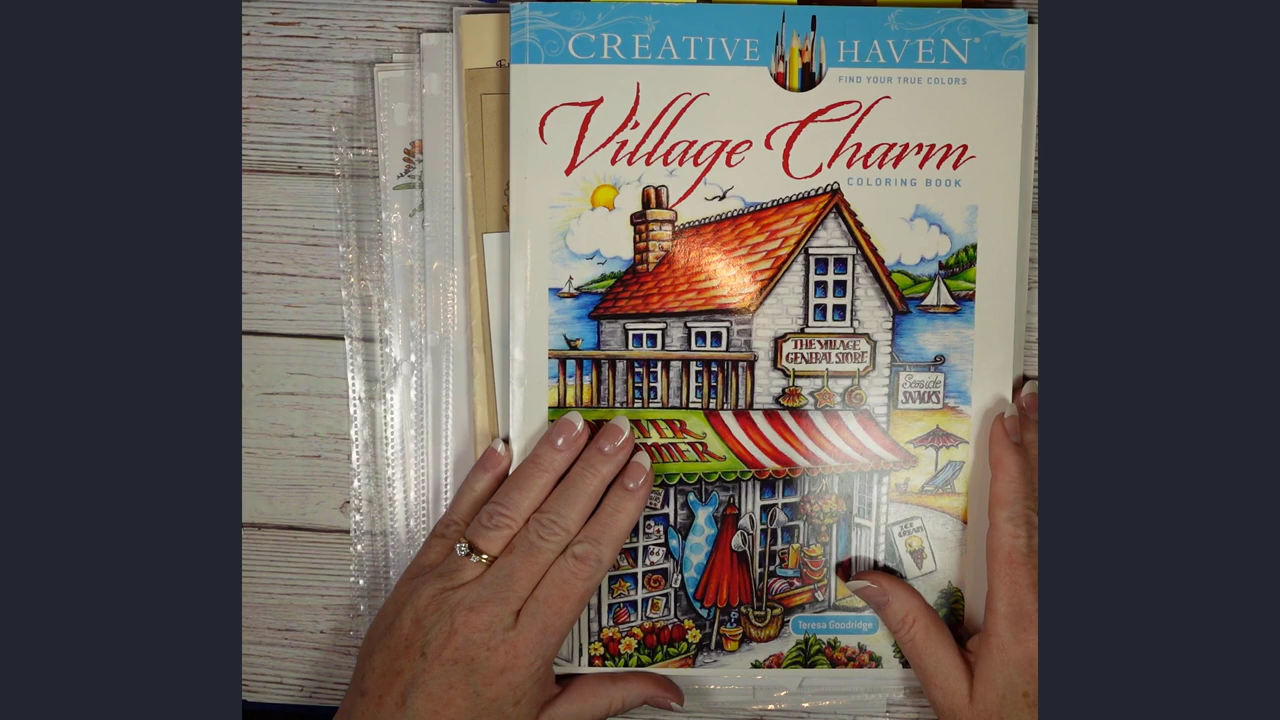 CREATIVE HAVEN®
FIND YOUR TRUE COLORS
Village Charm
COLORING BOOK
THE VILLAGE
GENERAL STORE
Seaside
SNACKS
ICE
CREAM
Teresa Goodridge